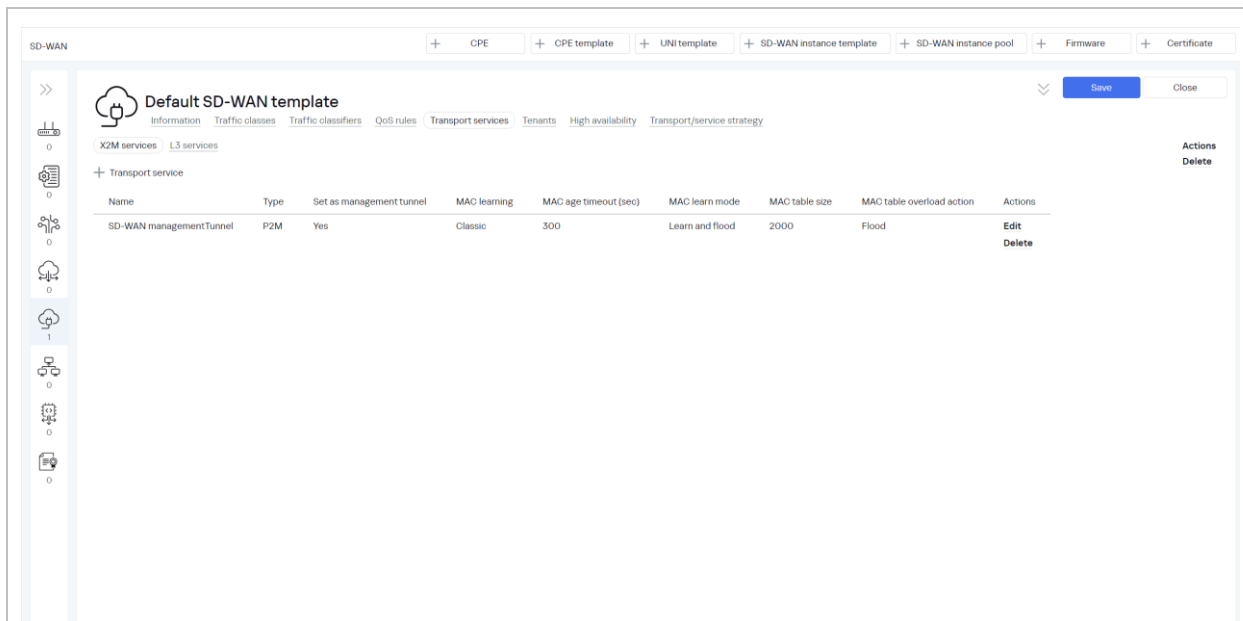 SD-WAN
+ CPE
+ CPE template
+ UNI template
+ SD-WAN instance template
+ SD-WAN instance pool
+ Firmware
+ Certificate
Default SD-WAN template
Save
Close
Information Traffic classes Traffic classifiers QoS rules Transport services Tenants High availability Transport/service strategy
X2M services L3 services
Actions
Delete
+ Transport service
Name Type Set as management tunnel MAC learning MAC age timeout (sec) MAC learn mode MAC table size MAC table overload action Actions
SD-WAN managementTunnel P2M Yes Classic 300 Learn and flood 2000 Flood Edit
Delete
0
0
0
0
1
0
0
0